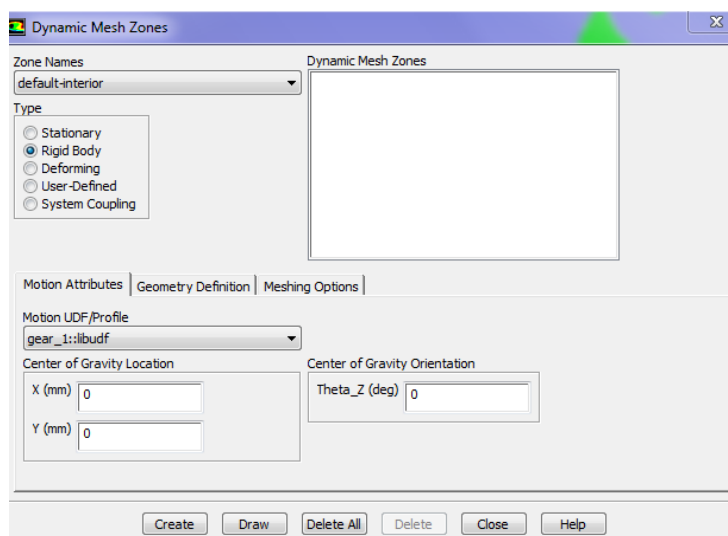 Dynamic Mesh Zones
X
Zone Names
default-interior
Dynamic Mesh Zones
Type
Stationary
Rigid Body
Deforming
User-Defined
System Coupling
Motion Attributes Geometry Definition Meshing Options
Motion UDF/Profile
gear_1::libudf
Center of Gravity Location
X (mm) 0
Y (mm) 0
Center of Gravity Orientation
Theta_Z (deg) 0
Create Draw Delete All Delete Close Help